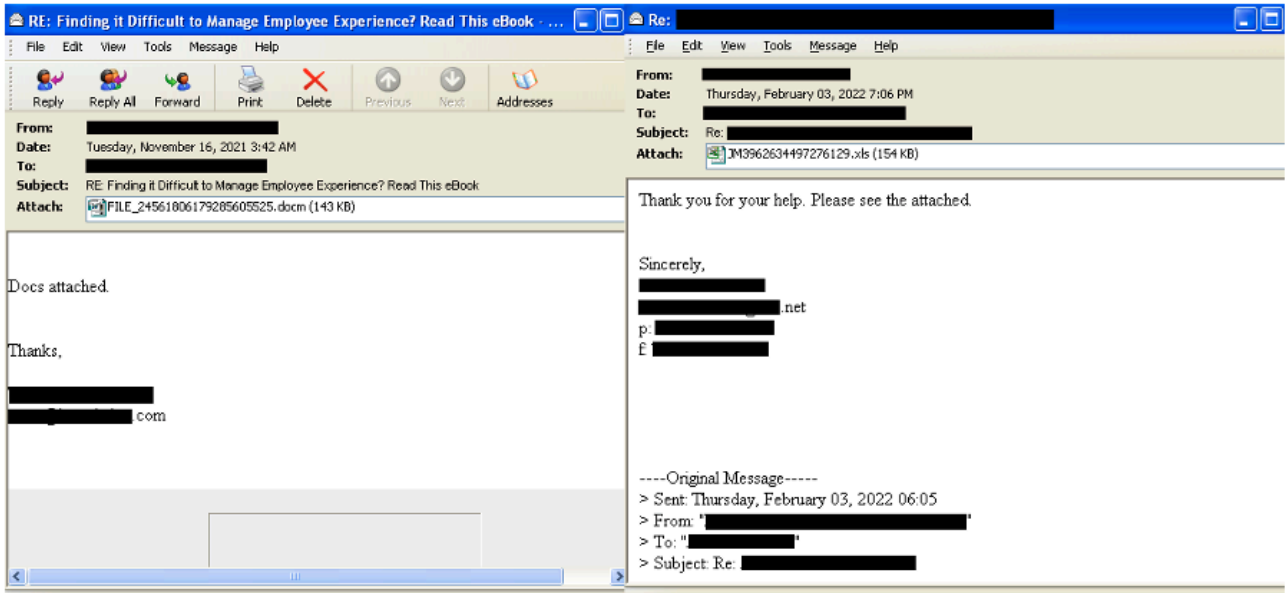 RE: Finding it Difficult to Manage Employee Experience? Read This eBook - ...
File Edit View Tools Message Help
Reply Reply All Forward Print Delete Previous Next Addresses
From:
Date: Tuesday, November 16, 2021 3:42 AM
To:
Subject: RE: Finding it Difficult to Manage Employee Experience? Read This eBook
Attach: FILE_24561806179285605525.docm (143 KB)
Docs attached.
Thanks,
.com
Re:
File Edit View Tools Message Help
From:
Date: Thursday, February 03, 2022 7:06 PM
To:
Subject: Re:
Attach: JM3962634497276129.xls (154 KB)
Thank you for your help. Please see the attached.
Sincerely,
.net
p:
f
----Original Message-----
> Sent: Thursday, February 03, 2022 06:05
> From: "
"
> To: "
"
> Subject: Re: